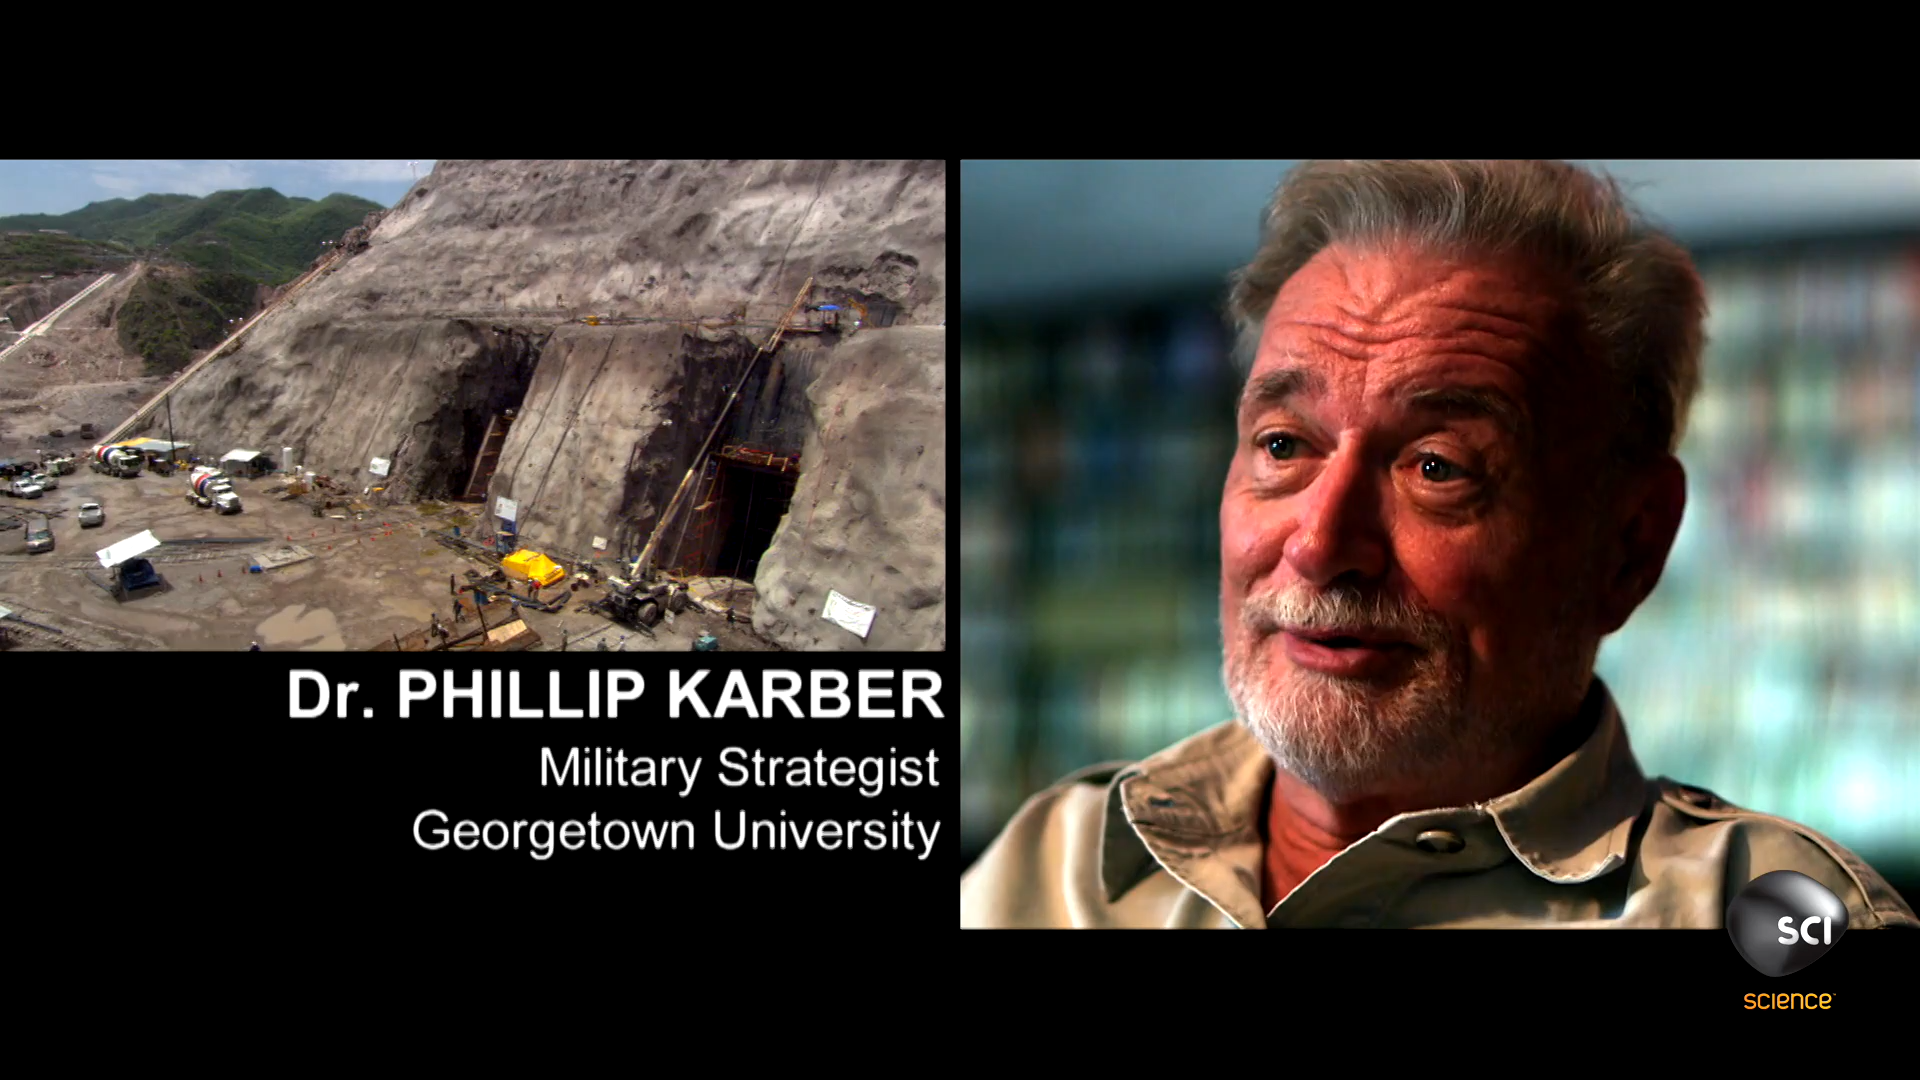 Dr. PHILLIP KARBER
Military Strategist
Georgetown University
SCI
SCIENCE